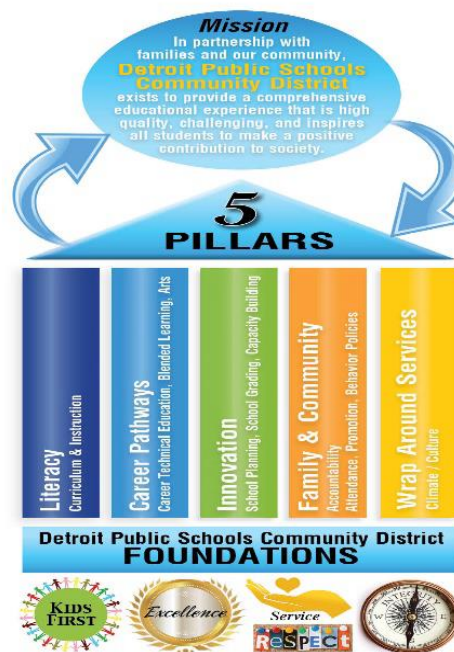 Mission
In partnership with
families and our community,
Detroit Public Schools
Community District
exists to provide a comprehensive
educational experience that is high
quality, challenging, and inspires
all students to make a positive
contribution to society.
5
PILLARS
Literacy
Curriculum & Instruction
Career Pathways
Career Technical Education, Blended Learning, Arts
Innovation
School Planning, School Grading, Capacity Building
Family & Community
Accountability
Attendance, Promotion, Behavior Policies
Wrap Around Services
Climate / Culture
Detroit Public Schools Community District
FOUNDATIONS
KIDS
FIRST
Excellence
Service
ReSPECt
INTEGRITY
W E